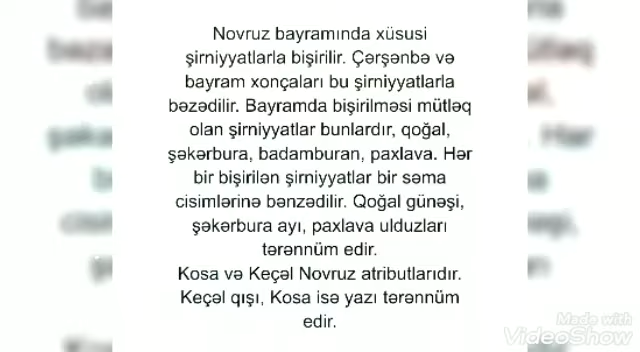 Novruz bayramında xüsusi
şirniyyatlarla bişirilir. Çərşənbə və
bayram xonçaları bu şirniyyatlarla
bəzədilir. Bayramda bişirilməsi mütləq
olan şirniyyatlar bunlardır, qoğal,
şəkərbura, badamburan, paxlava. Hər
bir bişirilən şirniyyatlar bir səma
cisimlərinə bənzədilir. Qoğal günəşi,
şəkərbura ayı, paxlava ulduzları
tərənnüm edir.
Kosa və Keçəl Novruz atributlarıdır.
Keçəl qışı, Kosa isə yazı tərənnüm
edir.
Made with
VideoShow